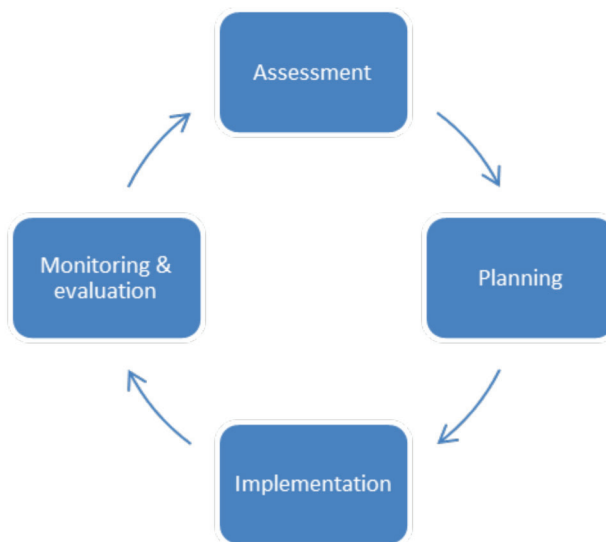 Assessment
Planning
Implementation
Monitoring &
evaluation